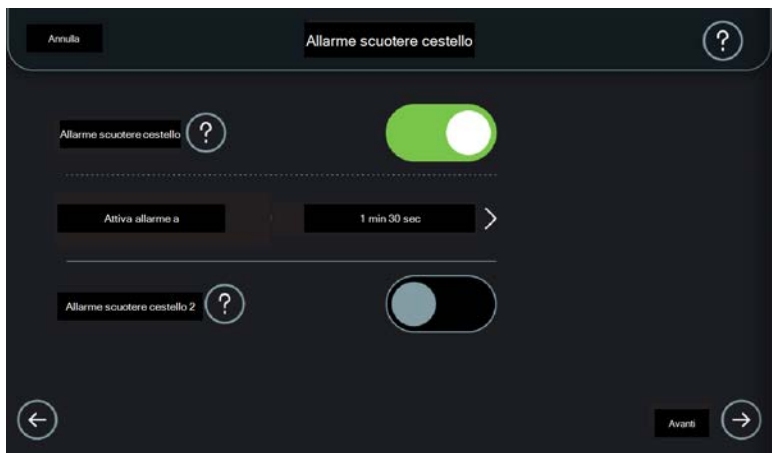 Annulla
Allarme scuotere cestello
?
Allarme scuotere cestello ?
Attiva allarme a 1 min 30 sec
Allarme scuotere cestello 2 ?
Avanti